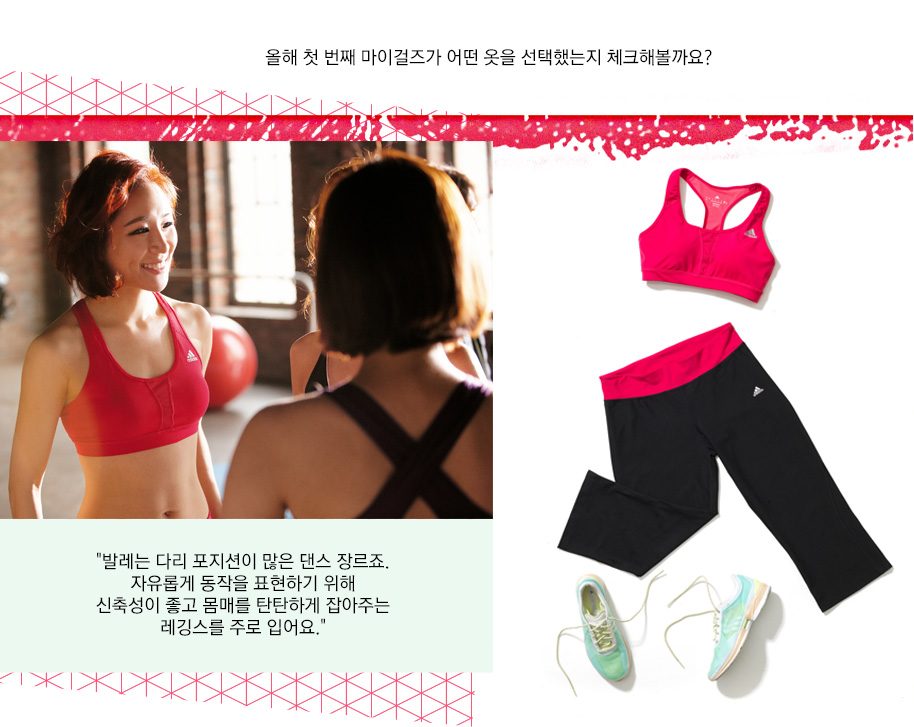 올해 첫 번째 마이걸즈가 어떤 옷을 선택했는지 체크해볼까요?
"발레는 다리 포지션이 많은 댄스 장르죠.
자유롭게 동작을 표현하기 위해
신축성이 좋고 몸매를 탄탄하게 잡아주는
레깅스를 주로 입어요."